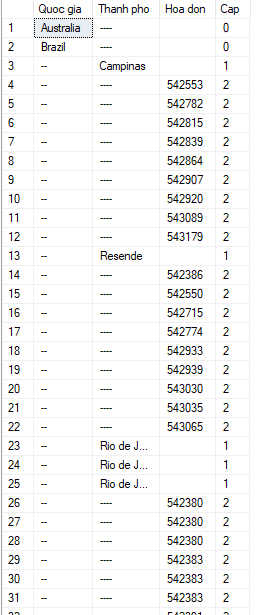 Quoc gia Thanh pho Hoa don Cap
1 Australia ---- 0
2 Brazil ---- 0
3 -- Campinas 1
4 -- ---- 542553 2
5 -- ---- 542782 2
6 -- ---- 542815 2
7 -- ---- 542839 2
8 -- ---- 542864 2
9 -- ---- 542907 2
10 -- ---- 542920 2
11 -- ---- 543089 2
12 -- ---- 543179 2
13 -- Resende 1
14 -- ---- 542386 2
15 -- ---- 542550 2
16 -- ---- 542715 2
17 -- ---- 542774 2
18 -- ---- 542933 2
19 -- ---- 542939 2
20 -- ---- 543030 2
21 -- ---- 543035 2
22 -- ---- 543065 2
23 -- Rio de J... 1
24 -- Rio de J... 1
25 -- Rio de J... 1
26 -- ---- 542380 2
27 -- ---- 542380 2
28 -- ---- 542380 2
29 -- ---- 542383 2
30 -- ---- 542383 2
31 -- ---- 542383 2